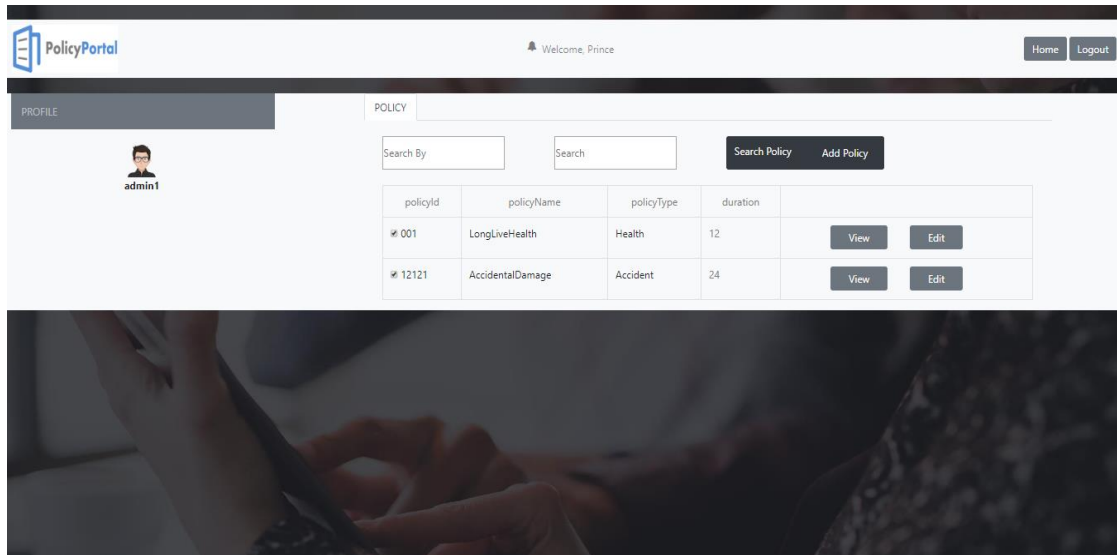 PolicyPortal
Welcome, Prince
Home Logout
PROFILE
admin1
POLICY
Search By Search Search Policy Add Policy
policyId policyName policyType duration
001 LongLiveHealth Health 12 View Edit
12121 AccidentalDamage Accident 24 View Edit